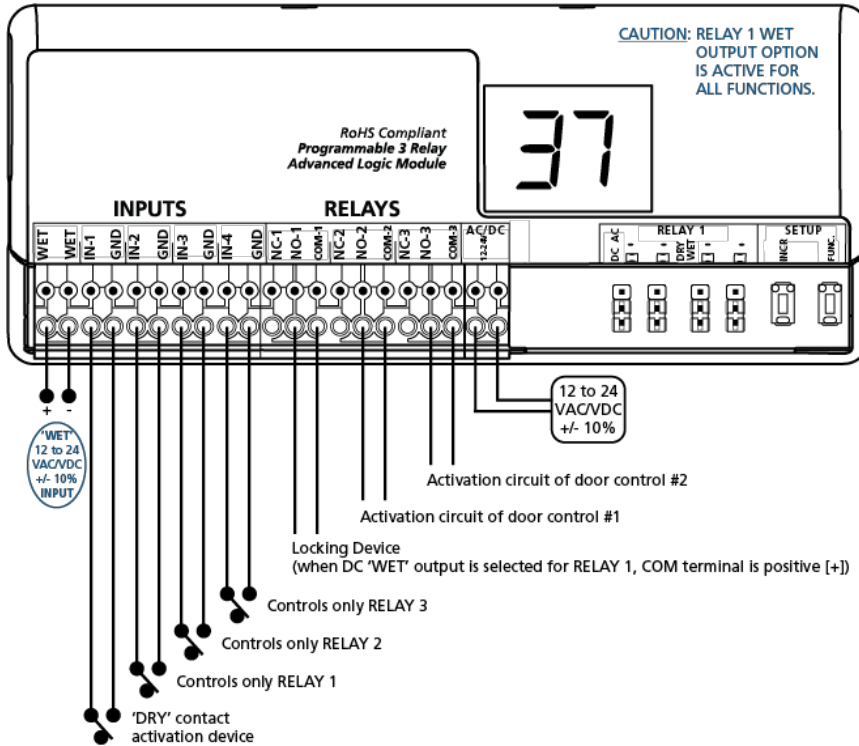 CAUTION: RELAY 1 WET
OUTPUT OPTION
IS ACTIVE FOR
ALL FUNCTIONS.
37
RoHS Compliant
Programmable 3 Relay
Advanced Logic Module
INPUTS
RELAYS
WET
WET
IN-1
GND
IN-2
GND
IN-3
GND
IN-4
GND
NC-1
NO-1
COM-1
NC-2
NO-2
COM-2
NC-3
NO-3
COM-3
AC/DC
12-24V
RELAY 1
DC AC
DRY
WET
SETUP
INCR
FUNC.
+ -
"WET"
12 to 24
VAC/VDC
+/- 10%
INPUT
12 to 24
VAC/VDC
+/- 10%
Activation circuit of door control #2
Activation circuit of door control #1
Locking Device
(when DC 'WET' output is selected for RELAY 1, COM terminal is positive [+])
Controls only RELAY 3
Controls only RELAY 2
Controls only RELAY 1
'DRY' contact
activation device